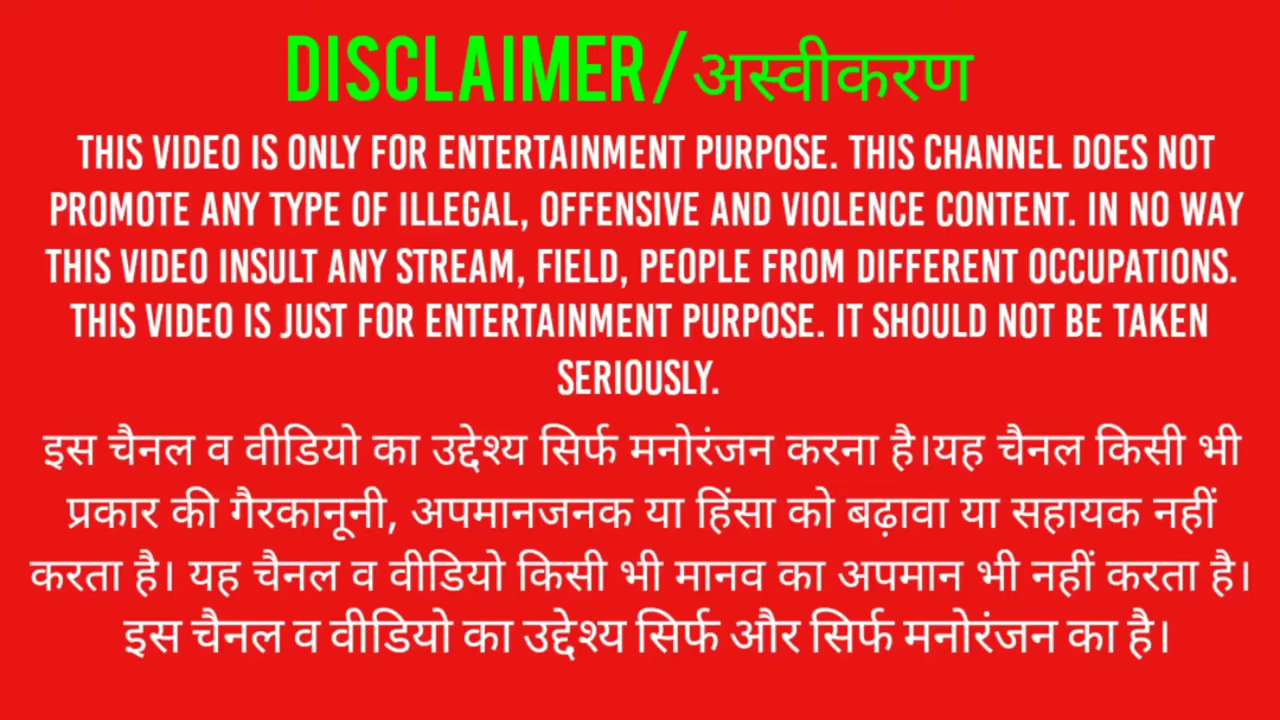 DISCLAIMER/अस्वीकरण
THIS VIDEO IS ONLY FOR ENTERTAINMENT PURPOSE. THIS CHANNEL DOES NOT
PROMOTE ANY TYPE OF ILLEGAL, OFFENSIVE AND VIOLENCE CONTENT. IN NO WAY
THIS VIDEO INSULT ANY STREAM, FIELD, PEOPLE FROM DIFFERENT OCCUPATIONS.
THIS VIDEO IS JUST FOR ENTERTAINMENT PURPOSE. IT SHOULD NOT BE TAKEN
SERIOUSLY.
इस चैनल व वीडियो का उद्देश्य सिर्फ मनोरंजन करना है।यह चैनल किसी भी
प्रकार की गैरकानूनी, अपमानजनक या हिंसा को बढ़ावा या सहायक नहीं
करता है। यह चैनल व वीडियो किसी भी मानव का अपमान भी नहीं करता है।
इस चैनल व वीडियो का उद्देश्य सिर्फ और सिर्फ मनोरंजन का है।